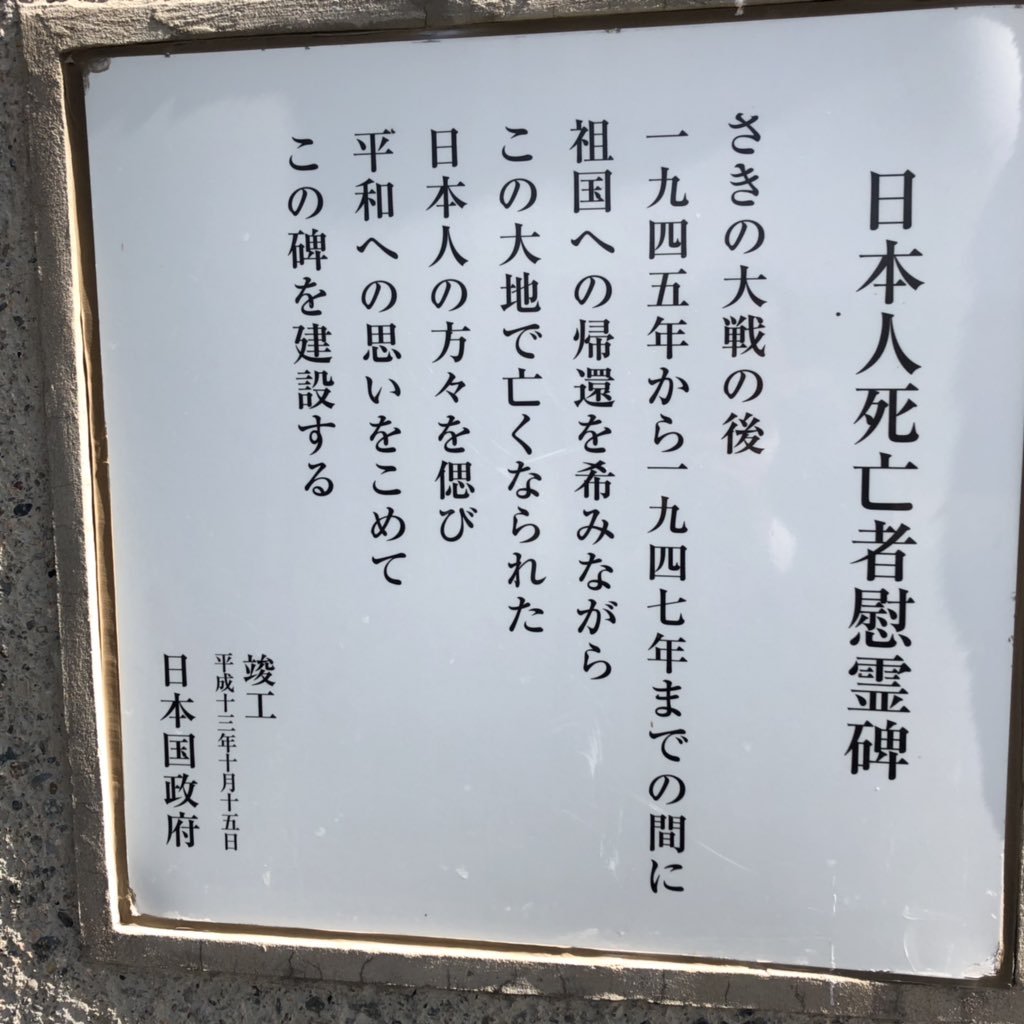 日本人死亡者慰霊碑
さきの大戦の後
一九四五年から一九四七年までの間に
祖国への帰還を希みながら
この大地で亡くなられた
日本人の方々を偲び
平和への思いをこめて
この碑を建設する
竣工
平成十三年十月十五日
日本国政府